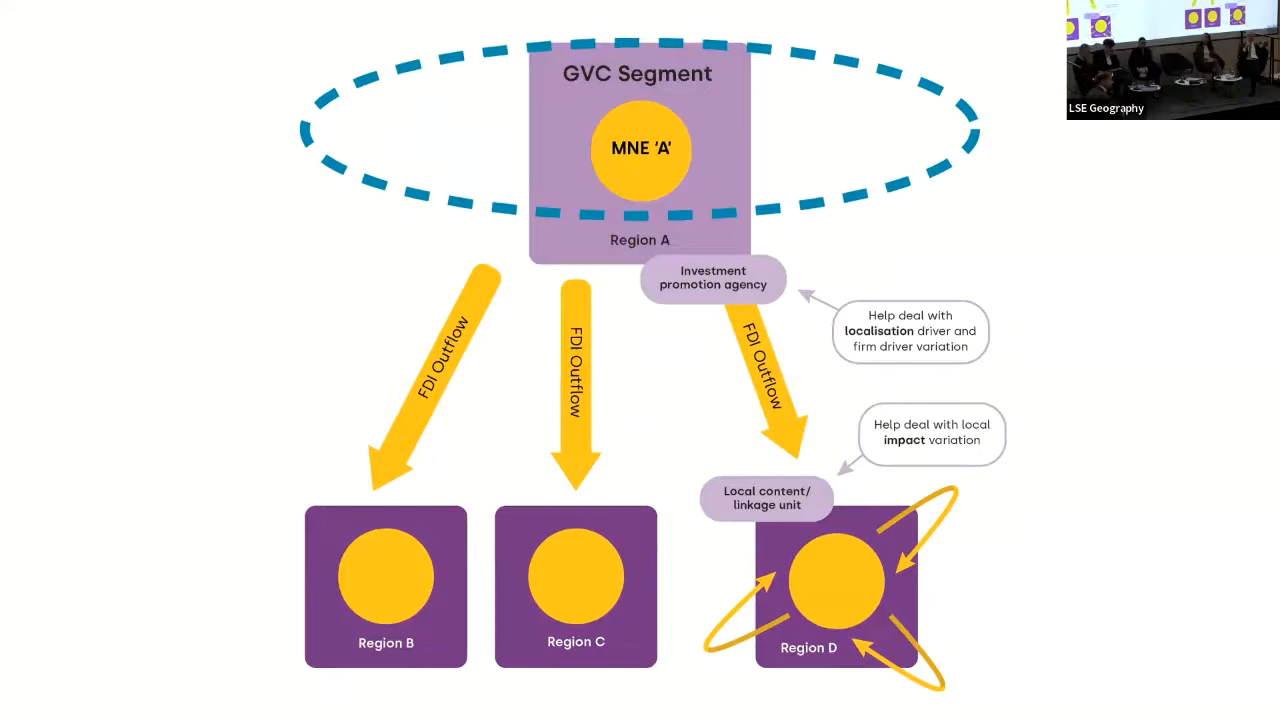 GVC Segment
MNE 'A'
Region A
Investment
promotion agency
Help deal with
localisation driver and
firm driver variation
FDI Outflow
FDI Outflow
FDI Outflow
Help deal with local
impact variation
Local content/
linkage unit
Region B
Region C
Region D
LSE Geography